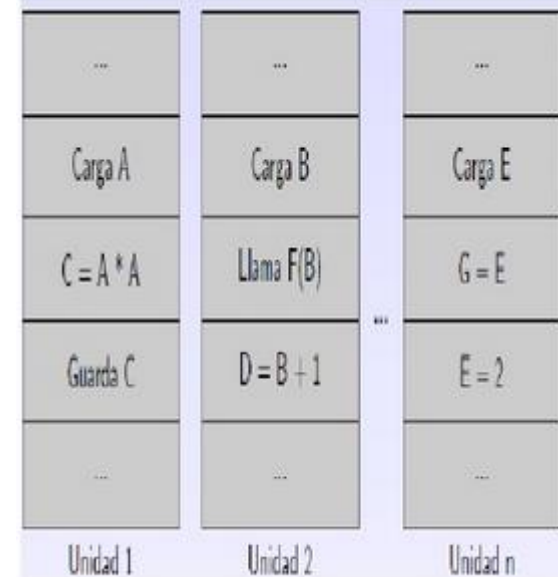 ... ... ...
Carga A Carga B Carga E
C = A * A Llama F(B) G = E
...
Guarda C D = B + 1 E = 2
... ... ...
Unidad 1 Unidad 2 Unidad n